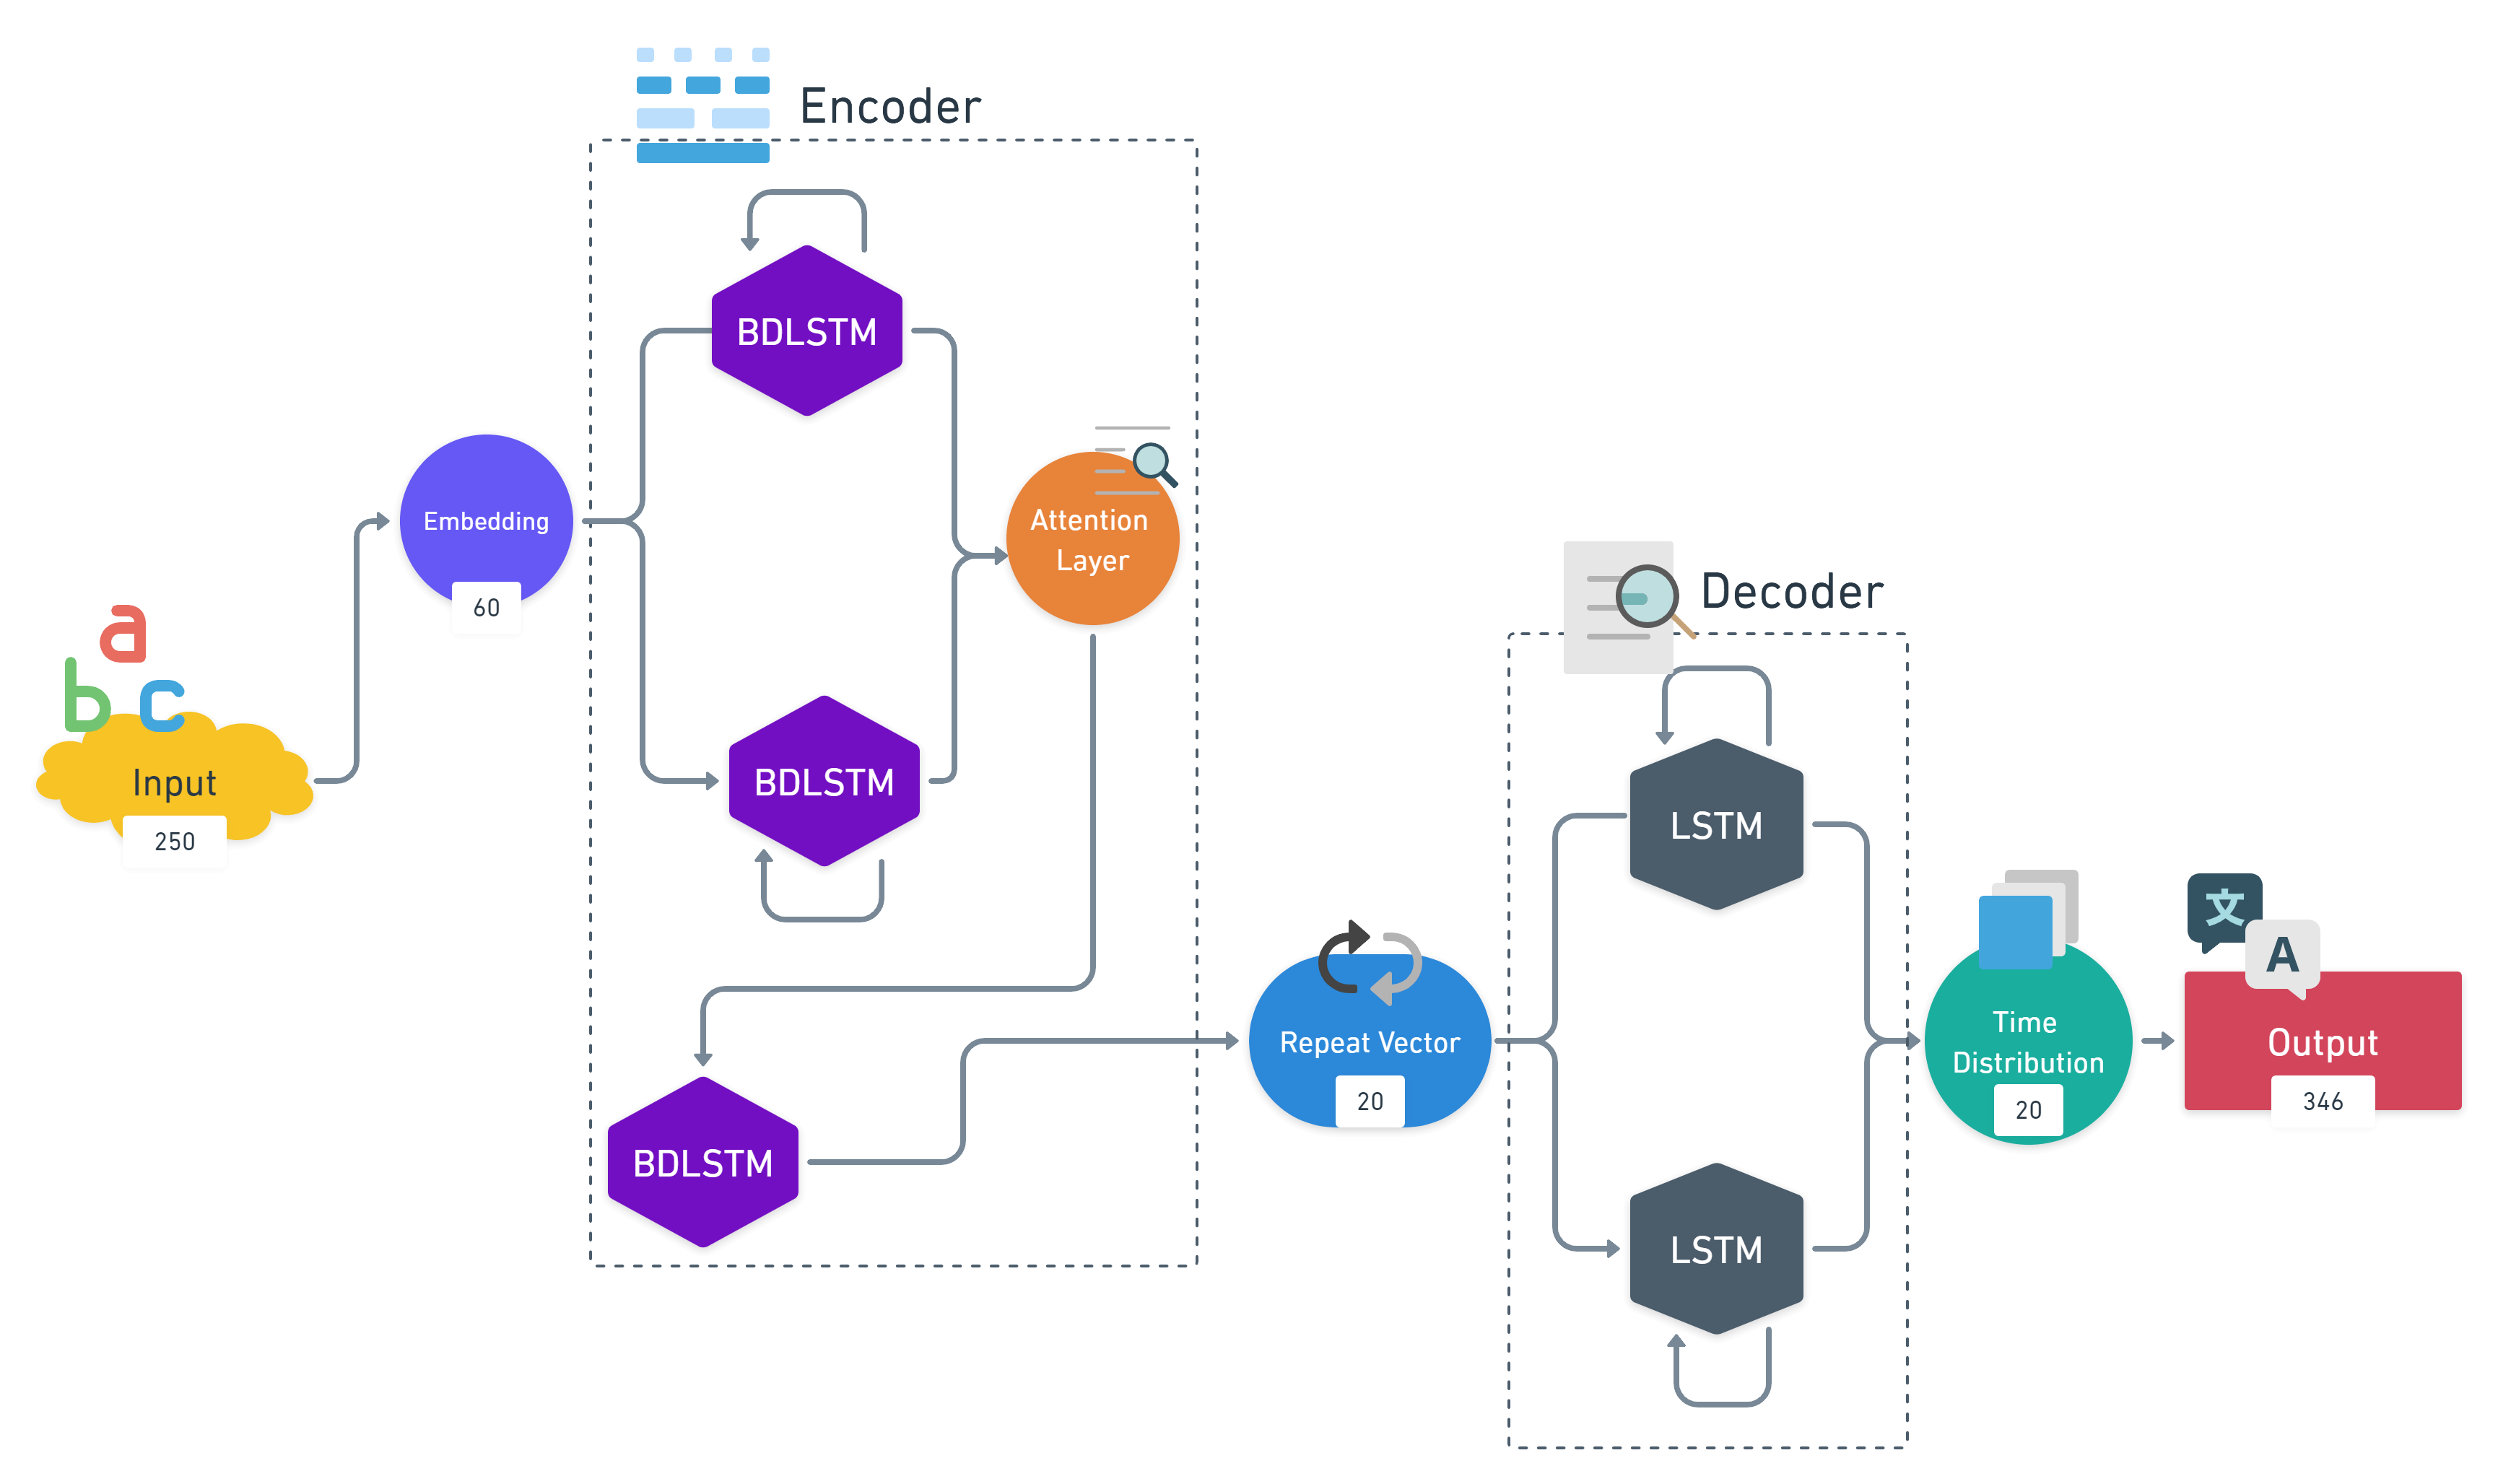 Encoder
BDLSTM
Embedding
60
Attention
Layer
a
b c
Input
250
BDLSTM
BDLSTM
Decoder
LSTM
Repeat Vector
20
LSTM
Time
Distribution
20
文
A
Output
346